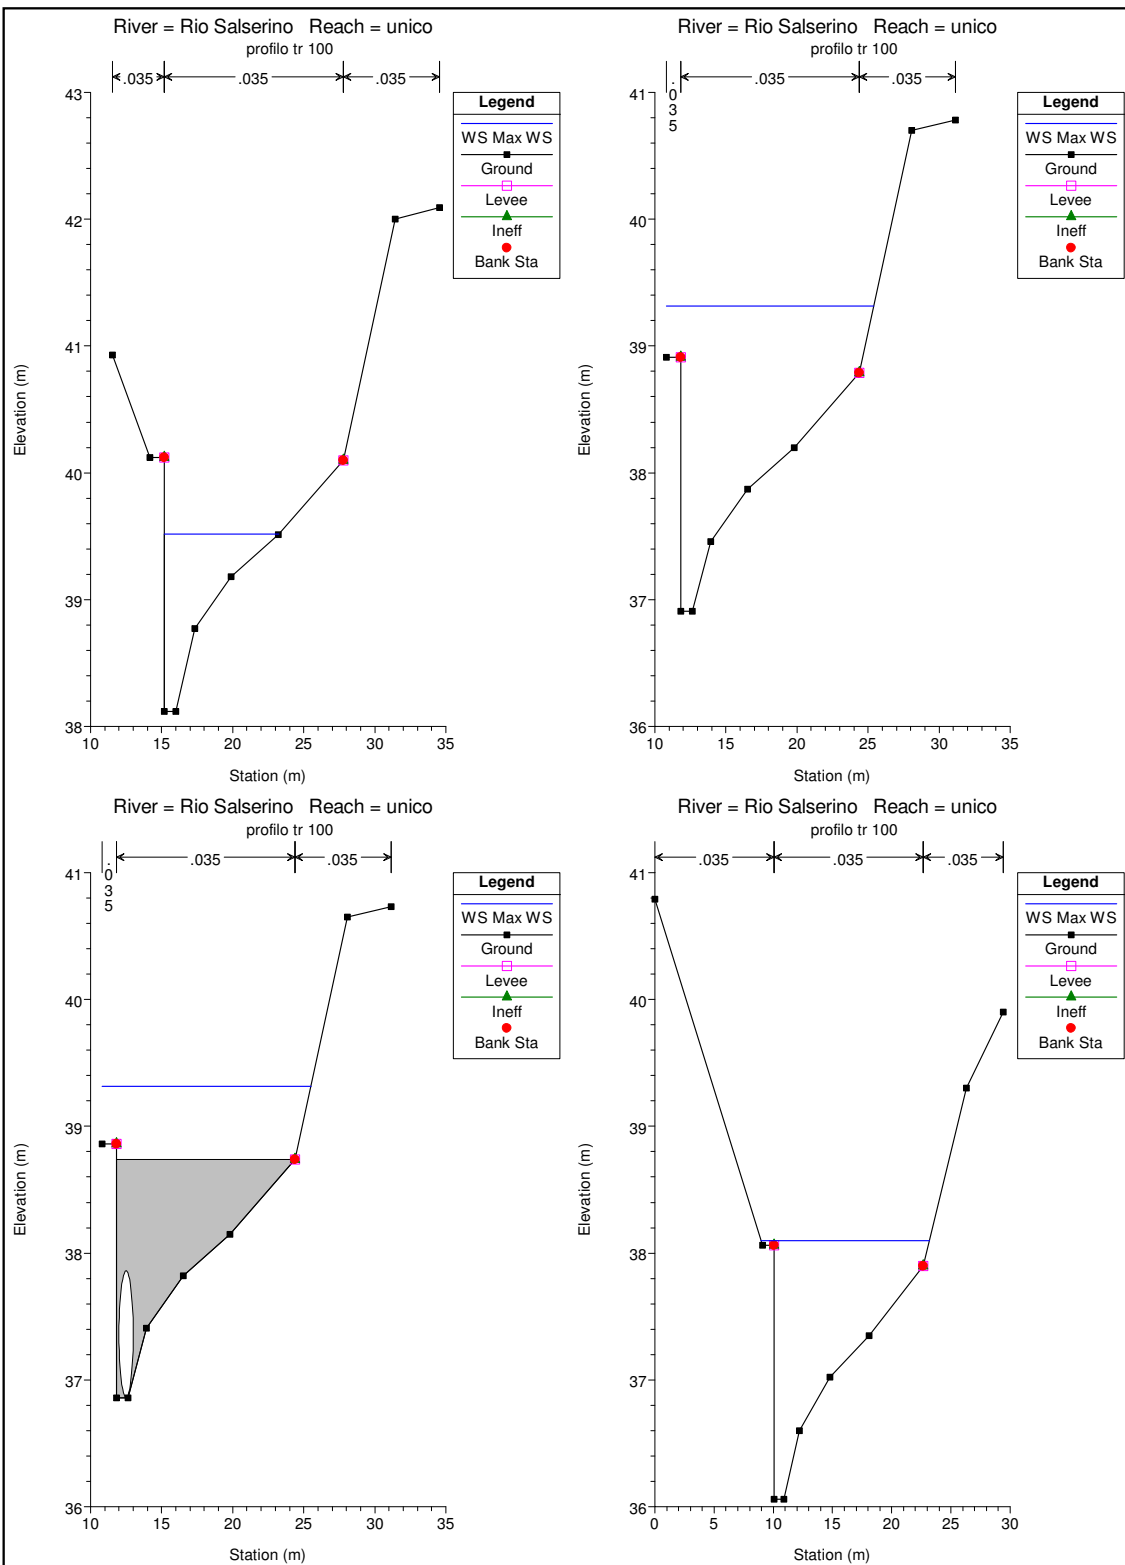 River = Rio Salserino   Reach = unico
profilo tr 100
.035 .035 .035
Legend
WS Max WS
Ground
Levee
Ineff
Bank Sta
43
42
41
40
39
38
10 15 20 25 30 35
Elevation (m)
Station (m)
River = Rio Salserino   Reach = unico
profilo tr 100
.035 .035 .035
Legend
WS Max WS
Ground
Levee
Ineff
Bank Sta
41
40
39
38
37
36
10 15 20 25 30 35
Elevation (m)
Station (m)
River = Rio Salserino   Reach = unico
profilo tr 100
.035 .035 .035
Legend
WS Max WS
Ground
Levee
Ineff
Bank Sta
41
40
39
38
37
36
10 15 20 25 30 35
Elevation (m)
Station (m)
River = Rio Salserino   Reach = unico
profilo tr 100
.035 .035 .035
Legend
WS Max WS
Ground
Levee
Ineff
Bank Sta
41
40
39
38
37
36
0 5 10 15 20 25 30
Elevation (m)
Station (m)